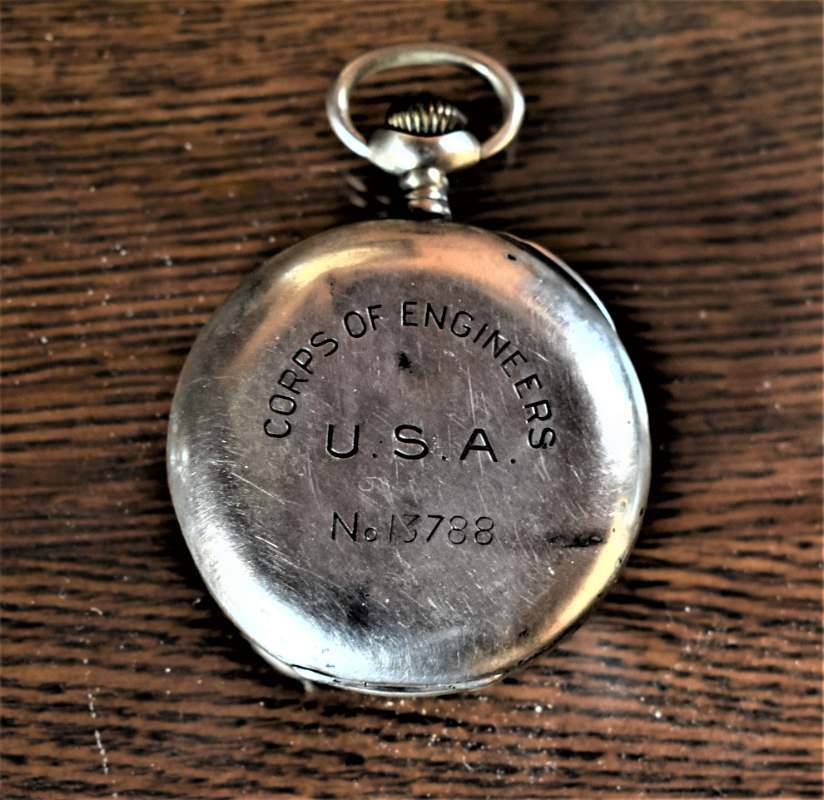 CORPS OF ENGINEERS
U.S.A.
No 13788